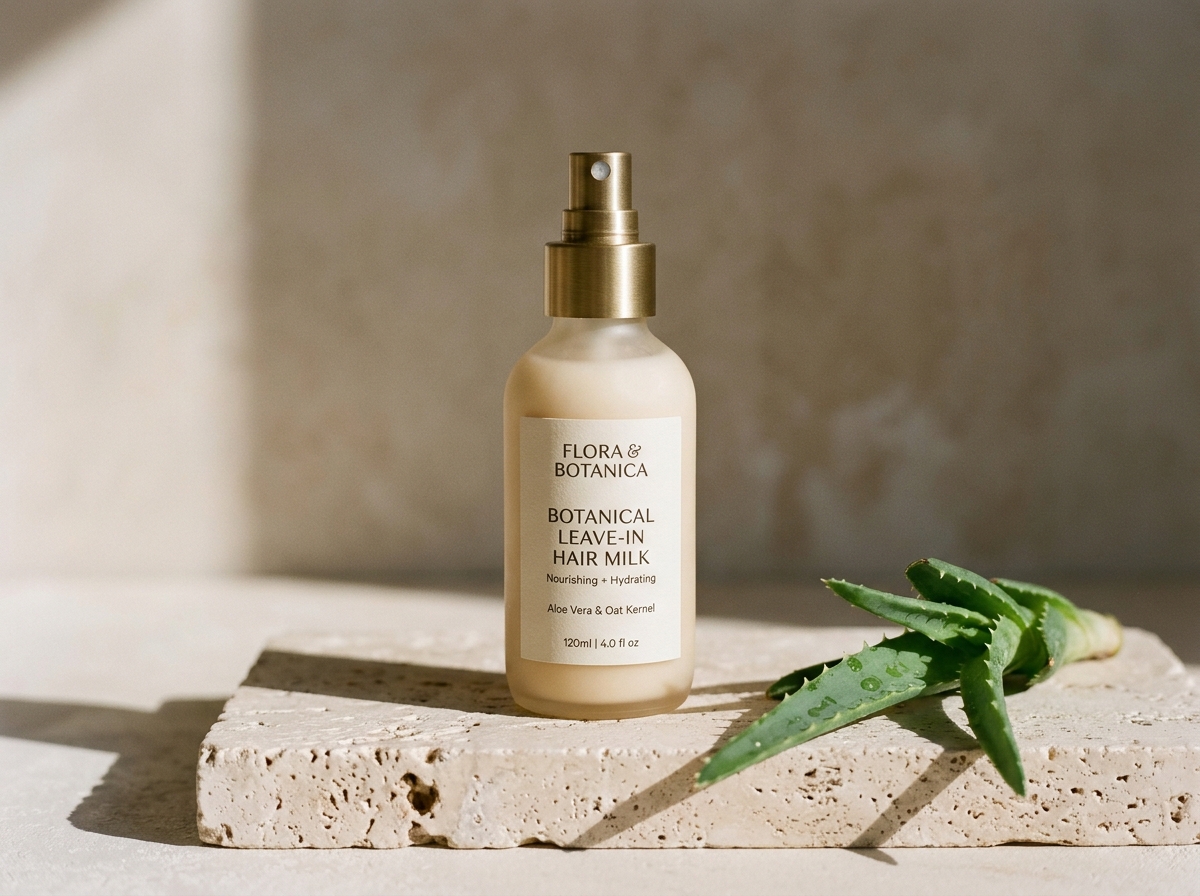 FLORA &
BOTANICA
BOTANICAL
LEAVE-IN
HAIR MILK
Nourishing + Hydrating
Aloe Vera & Oat Kernel
120ml | 4.0 fl oz